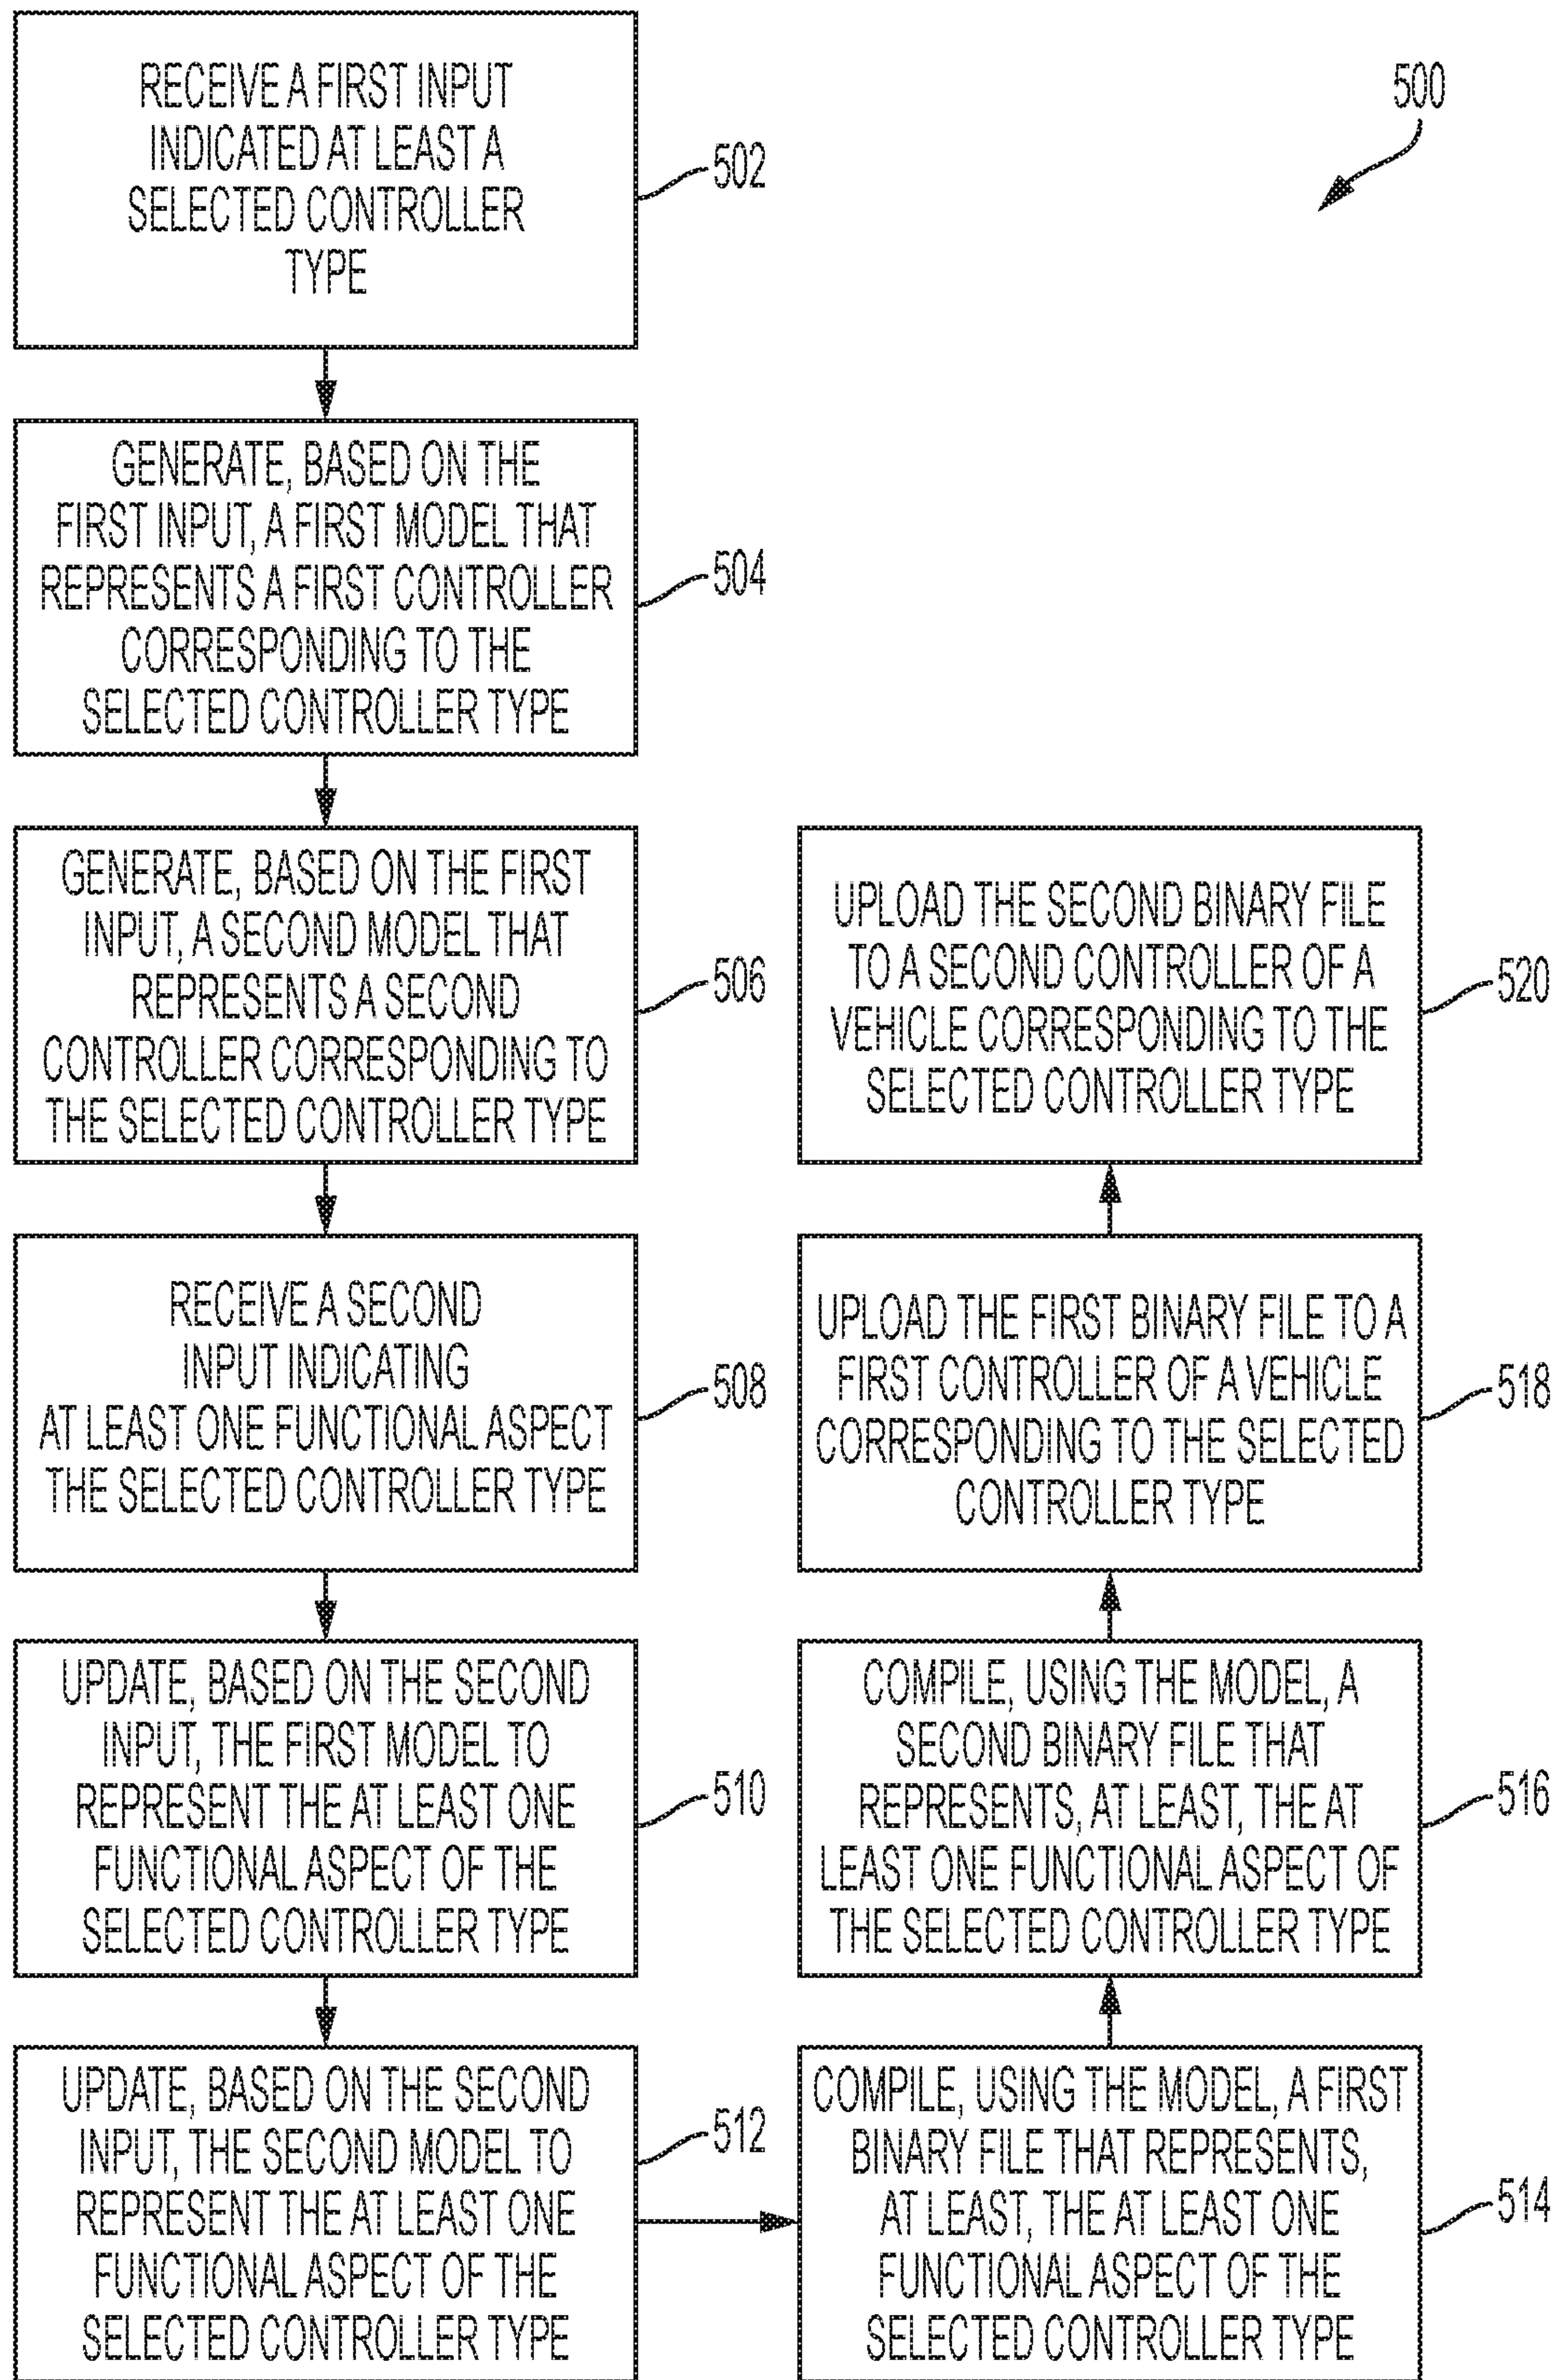 500
RECEIVE A FIRST INPUT
INDICATED AT LEAST A
SELECTED CONTROLLER
TYPE
502
GENERATE, BASED ON THE
FIRST INPUT, A FIRST MODEL THAT
REPRESENTS A FIRST CONTROLLER
CORRESPONDING TO THE
SELECTED CONTROLLER TYPE
504
GENERATE, BASED ON THE FIRST
INPUT, A SECOND MODEL THAT
REPRESENTS A SECOND
CONTROLLER CORRESPONDING TO
THE SELECTED CONTROLLER TYPE
506
RECEIVE A SECOND
INPUT INDICATING
AT LEAST ONE FUNCTIONAL ASPECT
THE SELECTED CONTROLLER TYPE
508
UPDATE, BASED ON THE SECOND
INPUT, THE FIRST MODEL TO
REPRESENT THE AT LEAST ONE
FUNCTIONAL ASPECT OF THE
SELECTED CONTROLLER TYPE
510
UPDATE, BASED ON THE SECOND
INPUT, THE SECOND MODEL TO
REPRESENT THE AT LEAST ONE
FUNCTIONAL ASPECT OF THE
SELECTED CONTROLLER TYPE
512
COMPILE, USING THE MODEL, A FIRST
BINARY FILE THAT REPRESENTS,
AT LEAST, THE AT LEAST ONE
FUNCTIONAL ASPECT OF THE
SELECTED CONTROLLER TYPE
514
COMPILE, USING THE MODEL, A
SECOND BINARY FILE THAT
REPRESENTS, AT LEAST, THE AT
LEAST ONE FUNCTIONAL ASPECT OF
THE SELECTED CONTROLLER TYPE
516
UPLOAD THE FIRST BINARY FILE TO A
FIRST CONTROLLER OF A VEHICLE
CORRESPONDING TO THE SELECTED
CONTROLLER TYPE
518
UPLOAD THE SECOND BINARY FILE
TO A SECOND CONTROLLER OF A
VEHICLE CORRESPONDING TO THE
SELECTED CONTROLLER TYPE
520